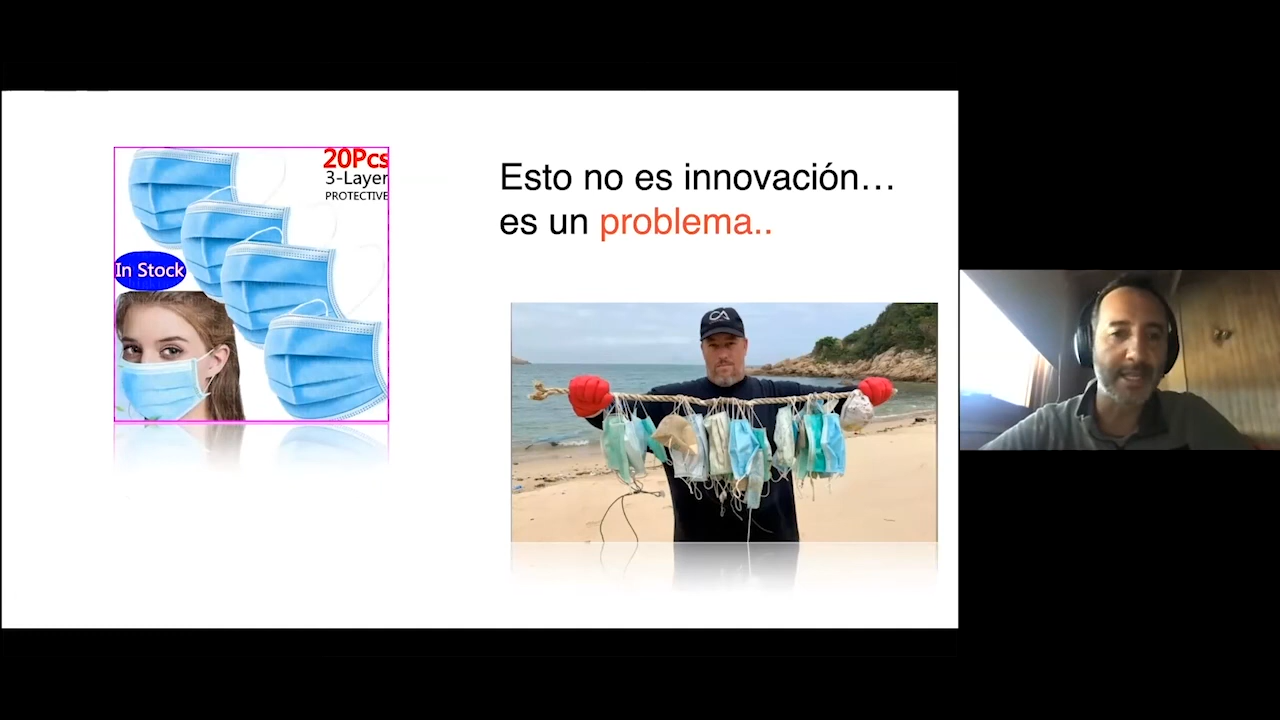 20Pcs
3-Layer
PROTECTIVE
In Stock
Esto no es innovación…
es un problema..